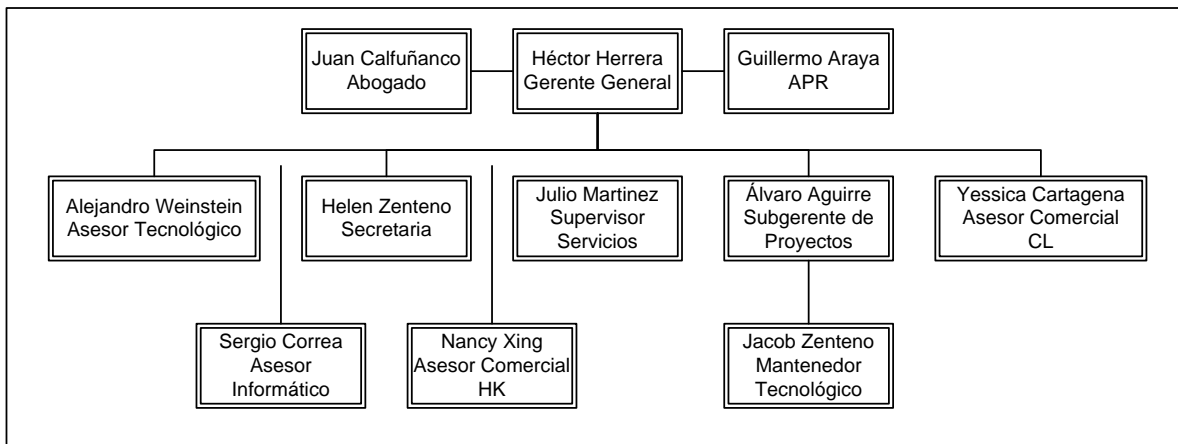 Juan Calfuñanco
Abogado
Héctor Herrera
Gerente General
Guillermo Araya
APR
Alejandro Weinstein
Asesor Tecnológico
Helen Zenteno
Secretaria
Julio Martinez
Supervisor
Servicios
Álvaro Aguirre
Subgerente de
Proyectos
Yessica Cartagena
Asesor Comercial
CL
Sergio Correa
Asesor
Informático
Nancy Xing
Asesor Comercial
HK
Jacob Zenteno
Mantenedor
Tecnológico